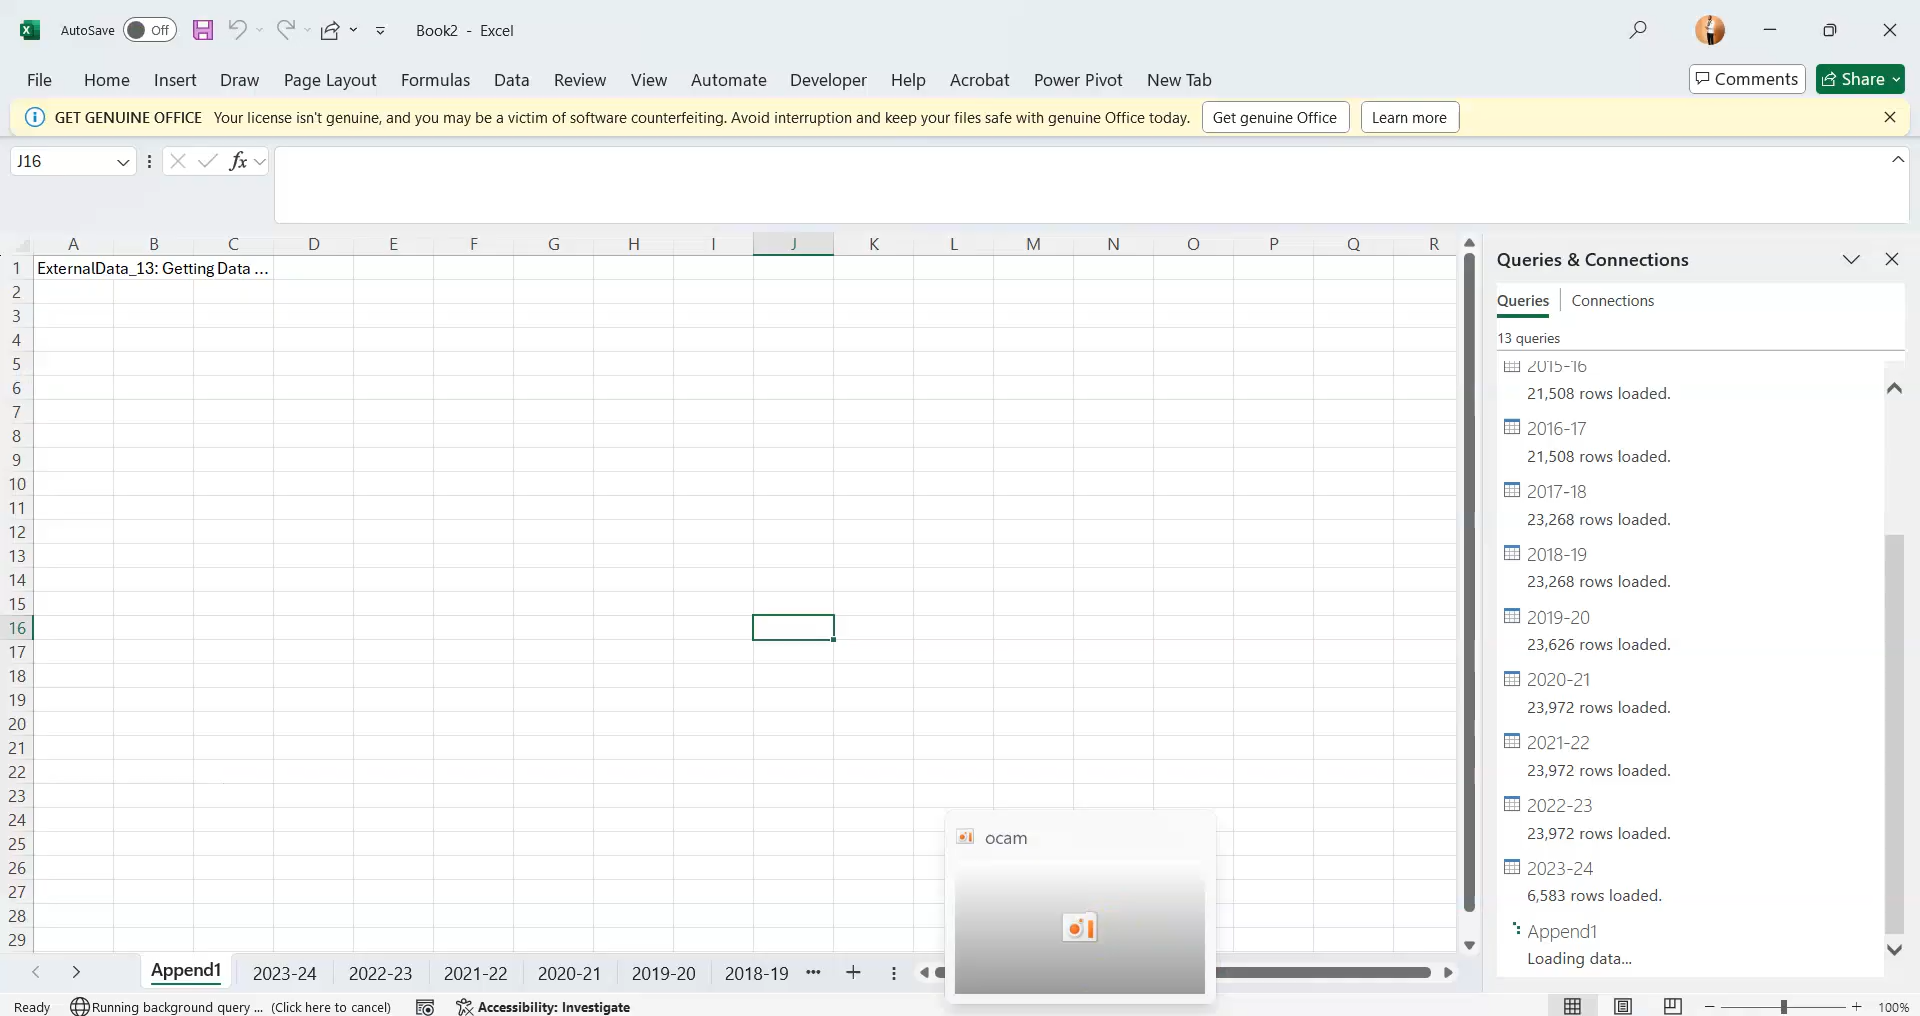 AutoSave Off Book2 - Excel
File Home Insert Draw Page Layout Formulas Data Review View Automate Developer Help Acrobat Power Pivot New Tab Comments Share
GET GENUINE OFFICE Your license isn't genuine, and you may be a victim of software counterfeiting. Avoid interruption and keep your files safe with genuine Office today. Get genuine Office Learn more
J16 fx
A B C D E F G H I J K L M N O P Q R
1 ExternalData_13: Getting Data ...
2
3
4
5
6
7
8
9
10
11
12
13
14
15
16
17
18
19
20
21
22
23
24
25
26
27
28
29
Queries & Connections
Queries Connections
13 queries
2015-16
21,508 rows loaded.
2016-17
21,508 rows loaded.
2017-18
23,268 rows loaded.
2018-19
23,268 rows loaded.
2019-20
23,626 rows loaded.
2020-21
23,972 rows loaded.
2021-22
23,972 rows loaded.
2022-23
23,972 rows loaded.
2023-24
6,583 rows loaded.
Append1
Loading data...
ocam
Append1 2023-24 2022-23 2021-22 2020-21 2019-20 2018-19 ...
Ready Running background query ... (Click here to cancel) Accessibility: Investigate 100%